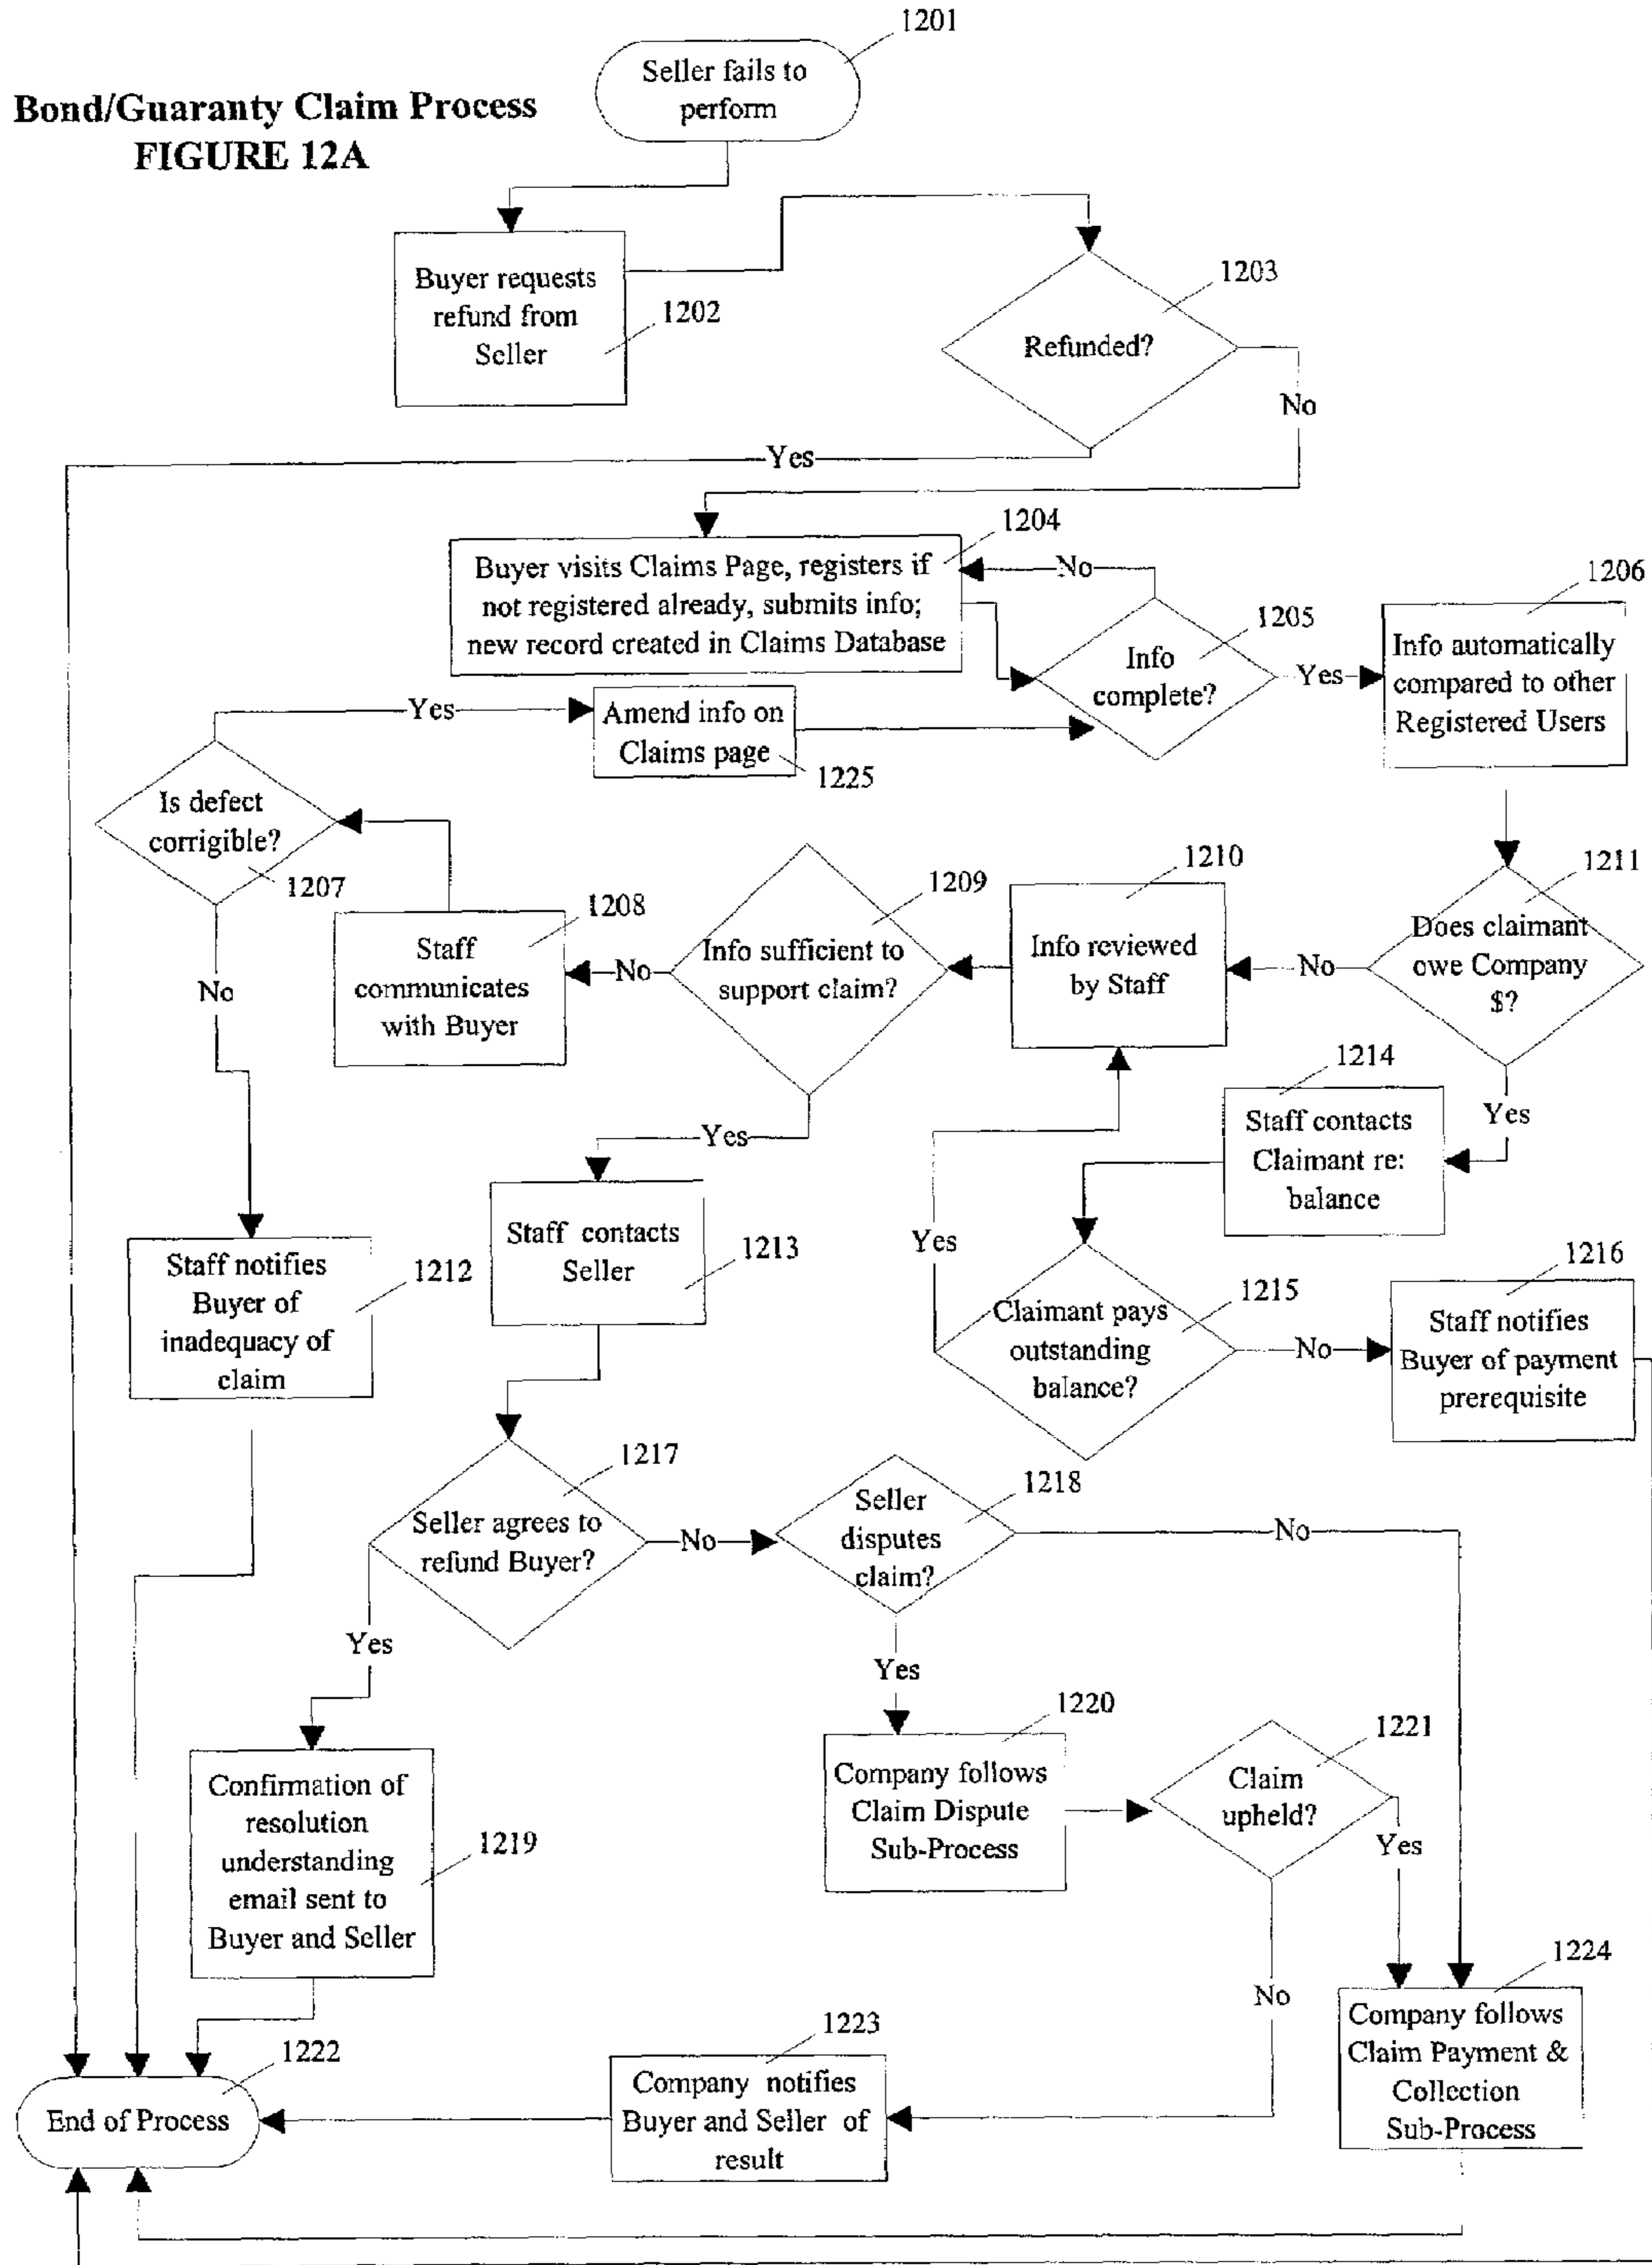 1201
Seller fails to
perform
Bond/Guaranty Claim Process
FIGURE 12A
Buyer requests
refund from
Seller
1202
1203
Refunded?
No
Yes
1204
Buyer visits Claims Page, registers if
not registered already, submits info;
new record created in Claims Database
No
1205
Info
complete?
Yes
1206
Info automatically
compared to other
Registered Users
Yes
Amend info on
Claims page
1225
Is defect
corrigible?
1207
No
1208
Staff
communicates
with Buyer
No
1209
Info sufficient to
support claim?
1210
Info reviewed
by Staff
No
1211
Does claimant
owe Company
$?
Yes
1214
Staff contacts
Claimant re:
balance
Yes
Yes
Staff contacts
Seller
1213
Staff notifies
Buyer of
inadequacy of
claim
1212
1215
Claimant pays
outstanding
balance?
No
1216
Staff notifies
Buyer of payment
prerequisite
1217
Seller agrees to
refund Buyer?
No
1218
Seller
disputes
claim?
No
Yes
Yes
1220
Company follows
Claim Dispute
Sub-Process
1221
Claim
upheld?
Yes
No
Confirmation of
resolution
understanding
email sent to
Buyer and Seller
1219
1224
Company follows
Claim Payment &
Collection
Sub-Process
1223
Company notifies
Buyer and Seller of
result
1222
End of Process